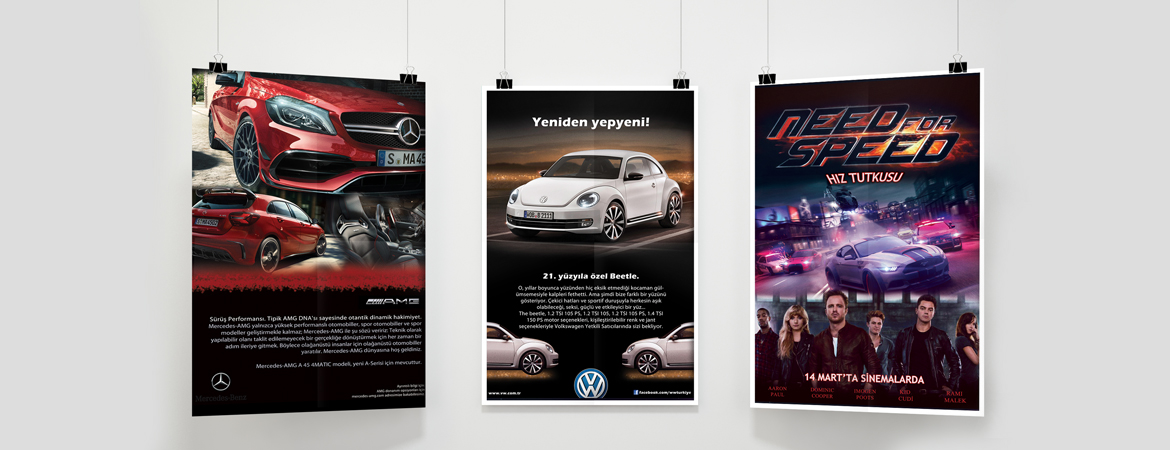 S MA 45
AMG
Sürüş Performansı. Tipik AMG DNA'sı sayesinde otantik dinamik hakimiyet.
Mercedes-AMG yalnızca yüksek performanslı otomobiller, spor otomobiller ve spor
modeller geliştirmekle kalmaz; Mercedes-AMG ile şu sözü veririz: Teknik olarak
yapılabilir olanı taklit edilemeyecek bir gerçekliğe dönüştürmek için her zaman bir
adım ileriye gitmek. Böylece olağanüstü insanlar için olağanüstü otomobiller
yaratılır. Mercedes-AMG dünyasına hoş geldiniz.
Mercedes-AMG A 45 4MATIC modeli, yeni A-Serisi için mevcuttur.
Mercedes-Benz
Yeniden yepyeni!
21. yüzyıla özel Beetle.
O, yıllar boyunca yüzünden hiç eksik etmediği kocaman gül-
ümsemesiyle kalpleri fethetti. Ama şimdi bize farklı bir yüzünü
gösteriyor. Çekici hatları ve sportif duruşuyla herkesin aşık
olabileceği, seksi, güçlü ve etkileyici bir yüz...
The beetle, 1.2 TSI 105 PS, 1.2 TSI 105, 1.2 TSI 105 PS, 1.4 TSI
150 PS motor seçenekleri, kişileştirilebilir renk ve jant
seçenekleriyle Volkswagen Yetkili Satıcılarında sizi bekliyor.
www.vw.com.tr
facebook.com/vwturkiye
NEED FOR
SPEED
HIZ TUTKUSU
14 MART'TA SİNEMALARDA
AARON PAUL
DOMINIC COOPER
IMOGEN POOTS
KID CUDI
RAMI MALEK